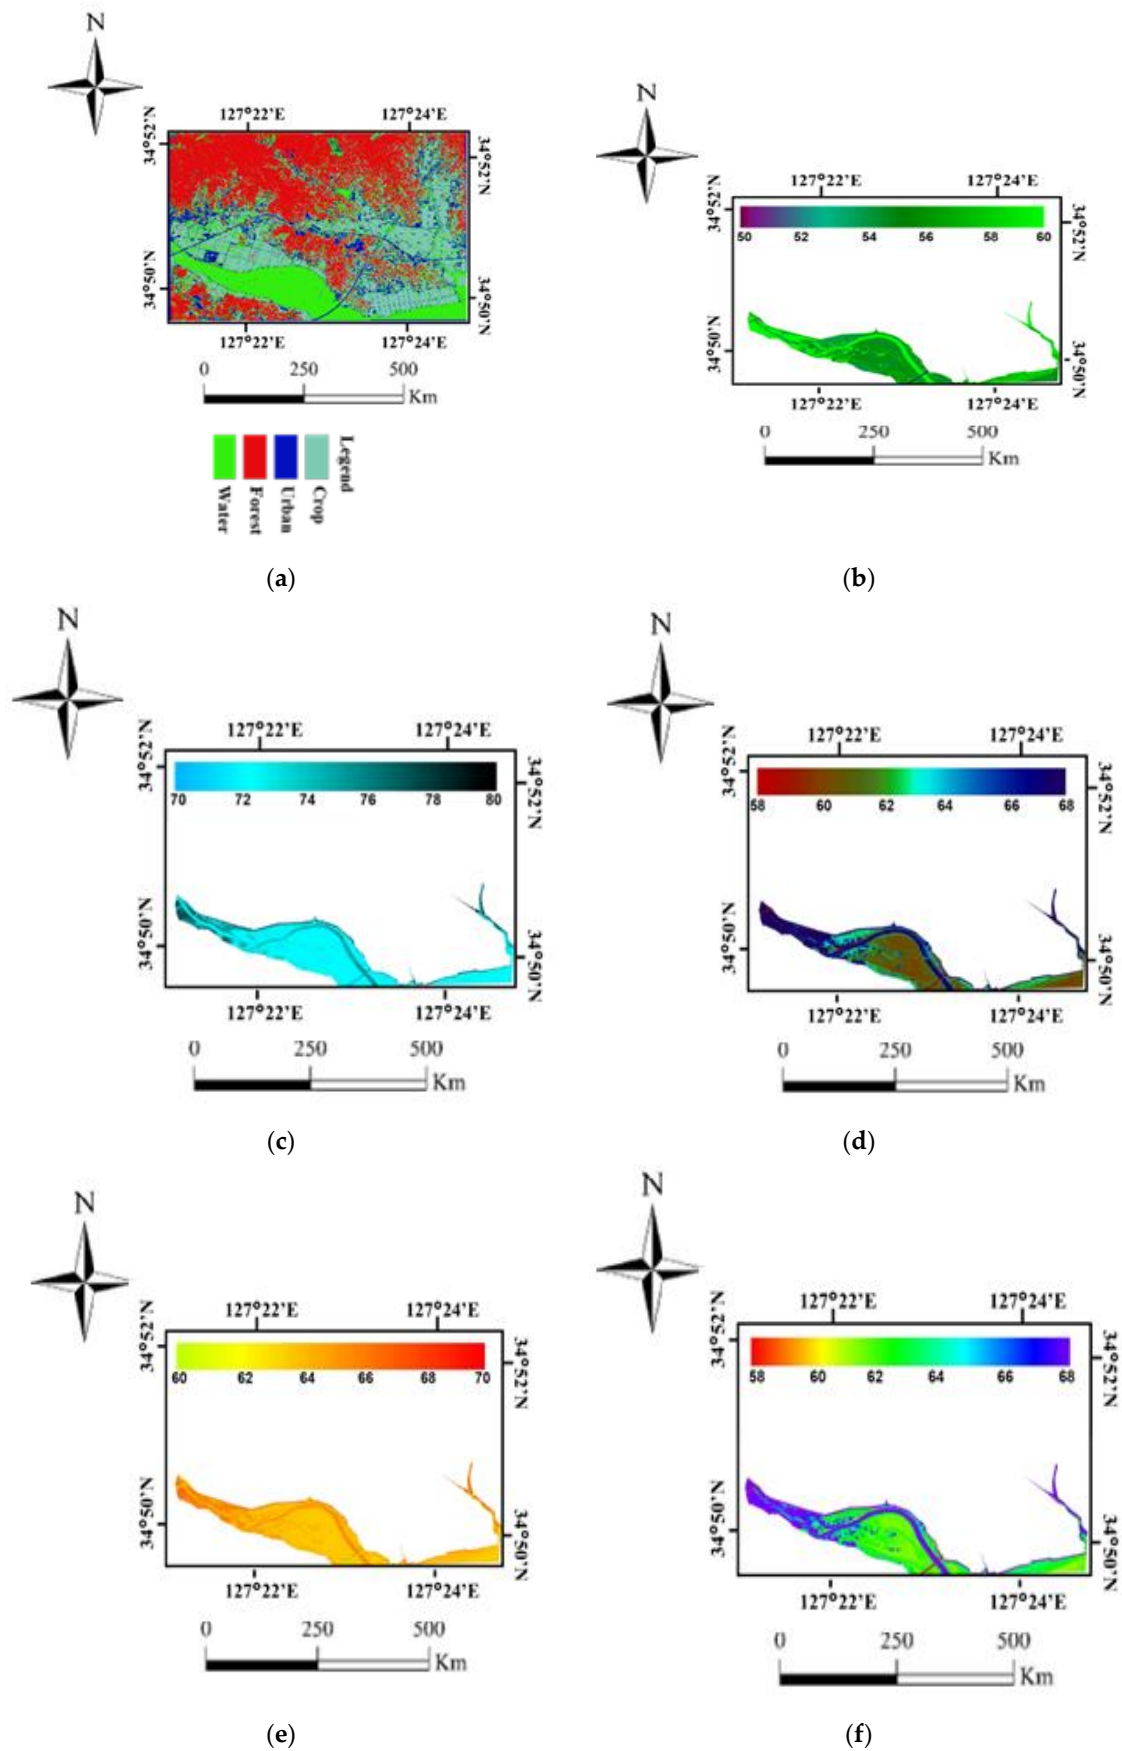 N
127°22'E 127°24'E
34°52'N 34°52'N
34°50'N 34°50'N
127°22'E 127°24'E
0 250 500
Km
Legend
Crop
Urban
Forest
Water
(a)
N
127°22'E 127°24'E
34°52'N 34°52'N
50 52 54 56 58 60
34°50'N 34°50'N
127°22'E 127°24'E
0 250 500
Km
(b)
N
127°22'E 127°24'E
34°52'N 34°52'N
70 72 74 76 78 80
34°50'N 34°50'N
127°22'E 127°24'E
0 250 500
Km
(c)
N
127°22'E 127°24'E
34°52'N 34°52'N
58 60 62 64 66 68
34°50'N 34°50'N
127°22'E 127°24'E
0 250 500
Km
(d)
N
127°22'E 127°24'E
34°52'N 34°52'N
60 62 64 66 68 70
34°50'N 34°50'N
127°22'E 127°24'E
0 250 500
Km
(e)
N
127°22'E 127°24'E
34°52'N 34°52'N
58 60 62 64 66 68
34°50'N 34°50'N
127°22'E 127°24'E
0 250 500
Km
(f)